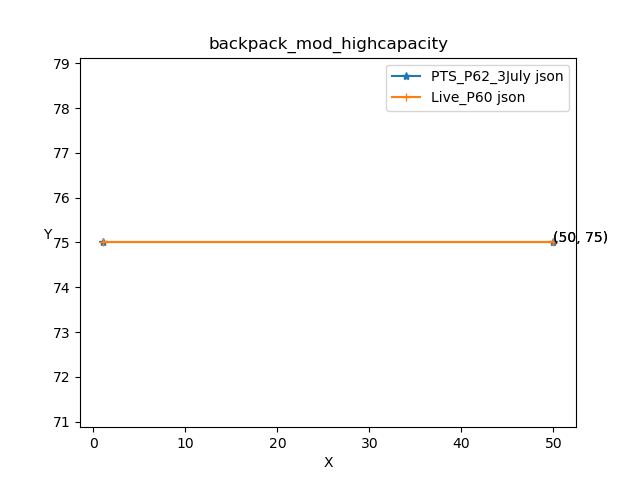 backpack_mod_highcapacity
PTS_P62_3July json
Live_P60 json
79
78
77
76
Y
75
(50, 75)
74
73
72
71
0 10 20 30 40 50
X